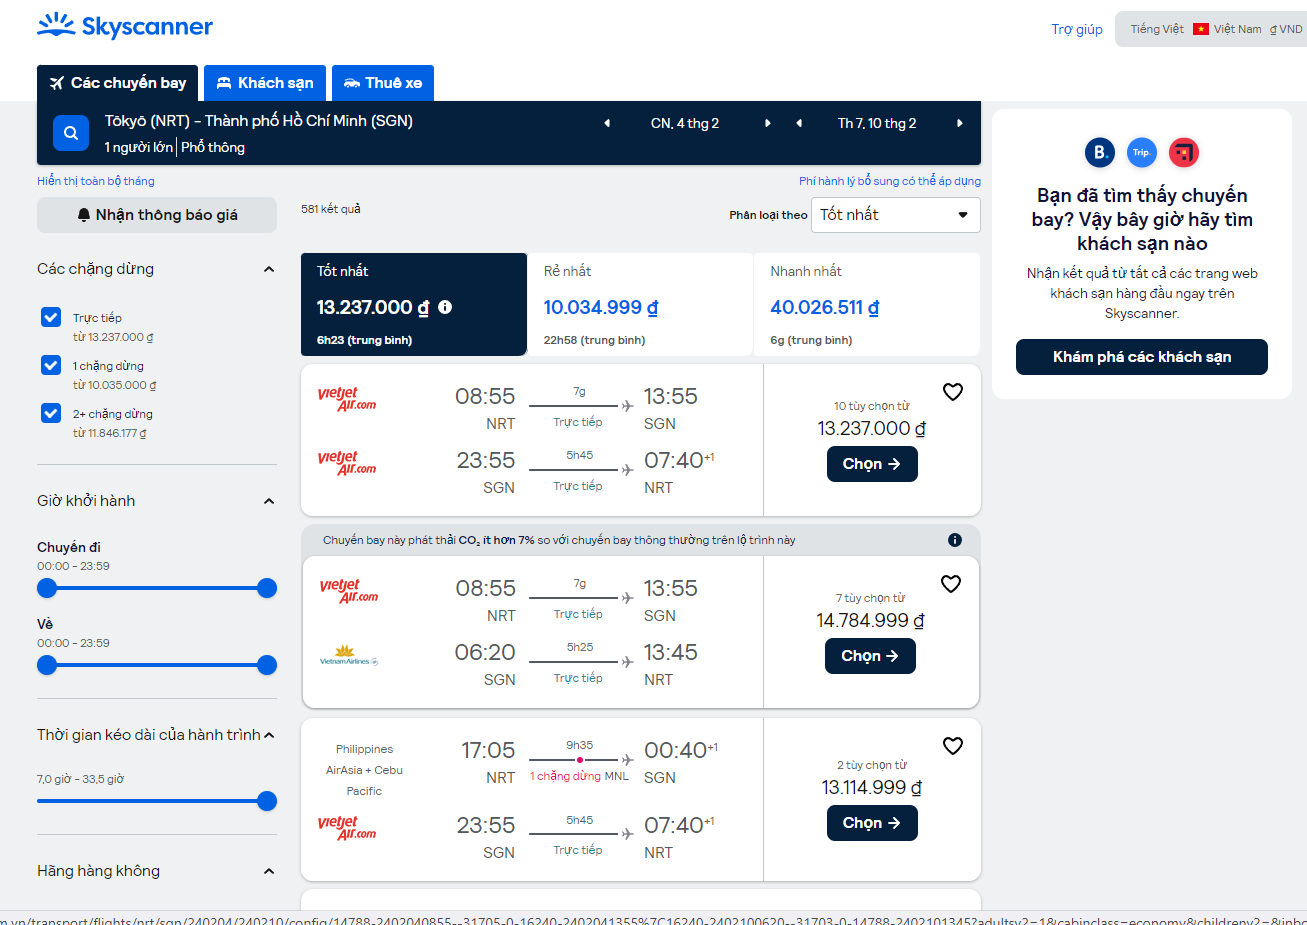 Skyscanner
Trợ giúp
Tiếng Việt Việt Nam ₫ VND
Các chuyến bay
Khách sạn
Thuê xe
Tōkyō (NRT) - Thành phố Hồ Chí Minh (SGN)
1 người lớn | Phổ thông
CN, 4 thg 2
Th 7, 10 thg 2
Hiển thị toàn bộ tháng
Phí hành lý bổ sung có thể áp dụng
Nhận thông báo giá
581 kết quả
Phân loại theo
Tốt nhất
Các chặng dừng
Trực tiếp
từ 13.237.000 ₫
1 chặng dừng
từ 10.035.000 ₫
2+ chặng dừng
từ 11.846.177 ₫
Giờ khởi hành
Chuyến đi
00:00 - 23:59
Về
00:00 - 23:59
Thời gian kéo dài của hành trình
7,0 giờ - 33,5 giờ
Hãng hàng không
Tốt nhất
13.237.000 ₫
6h23 (trung bình)
Rẻ nhất
10.034.999 ₫
22h58 (trung bình)
Nhanh nhất
40.026.511 ₫
6g (trung bình)
vietjet Air.com
08:55
NRT
7g
Trực tiếp
13:55
SGN
vietjet Air.com
23:55
SGN
5h45
Trực tiếp
07:40+1
NRT
10 tùy chọn từ
13.237.000 ₫
Chọn →
Chuyến bay này phát thải CO₂ ít hơn 7% so với chuyến bay thông thường trên lộ trình này
vietjet Air.com
08:55
NRT
7g
Trực tiếp
13:55
SGN
Vietnam Airlines
06:20
SGN
5h25
Trực tiếp
13:45
NRT
7 tùy chọn từ
14.784.999 ₫
Chọn →
Philippines
AirAsia + Cebu
Pacific
17:05
NRT
9h35
1 chặng dừng MNL
00:40+1
SGN
vietjet Air.com
23:55
SGN
5h45
Trực tiếp
07:40+1
NRT
2 tùy chọn từ
13.114.999 ₫
Chọn →
B.
Trip.
Bạn đã tìm thấy chuyến
bay? Vậy bây giờ hãy tìm
khách sạn nào
Nhận kết quả từ tất cả các trang web
khách sạn hàng đầu ngay trên
Skyscanner.
Khám phá các khách sạn
m.vn/transport/flights/nrt/sgn/240204/240210/config/14788-2402040855--31705-0-16240-2402041355%7C16240-2402100620--31703-0-14788-2402101345?adultsv2=1&cabinclass=economy&childrenv2=&inbo